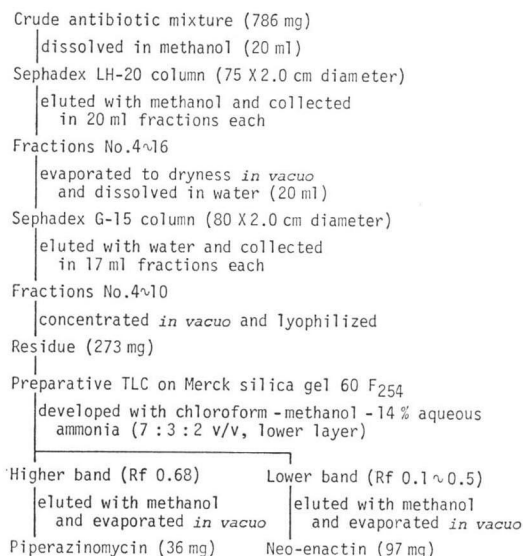 Crude antibiotic mixture (786 mg)
dissolved in methanol (20 ml)
Sephadex LH-20 column (75 X 2.0 cm diameter)
eluted with methanol and collected
in 20 ml fractions each
Fractions No.4~16
evaporated to dryness in vacuo
and dissolved in water (20 ml)
Sephadex G-15 column (80 X 2.0 cm diameter)
eluted with water and collected
in 17 ml fractions each
Fractions No.4~10
concentrated in vacuo and lyophilized
Residue (273 mg)
Preparative TLC on Merck silica gel 60 F254
developed with chloroform - methanol - 14 % aqueous
ammonia (7 : 3 : 2 v/v, lower layer)
Higher band (Rf 0.68)
eluted with methanol
and evaporated in vacuo
Piperazinomycin (36 mg)
Lower band (Rf 0.1 ~ 0.5)
eluted with methanol
and evaporated in vacuo
Neo-enactin (97 mg)